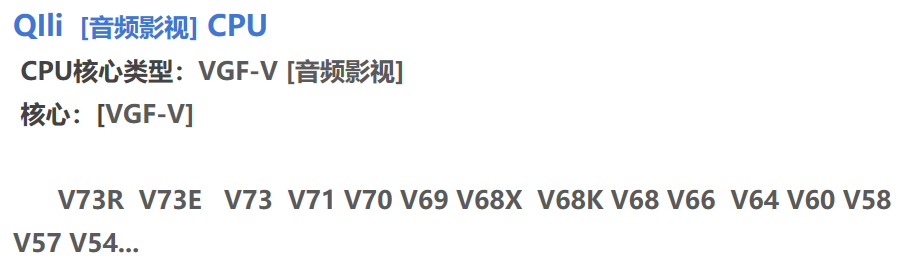 Qlli [音频影视] CPU
CPU核心类型：VGF-V [音频影视]
核心：[VGF-V]
V73R V73E V73 V71 V70 V69 V68X V68K V68 V66 V64 V60 V58
V57 V54...